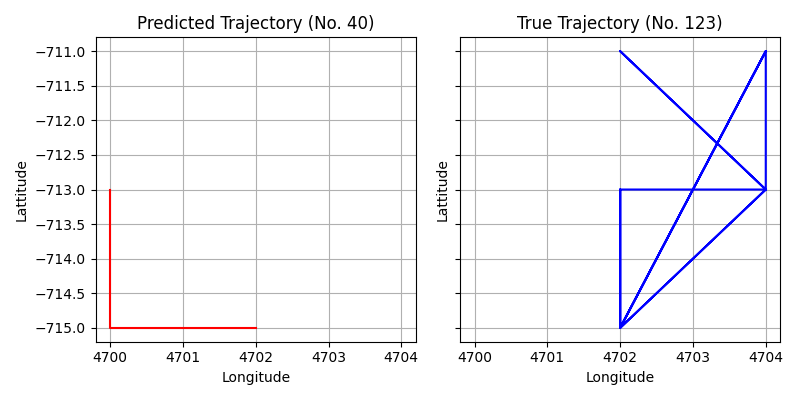 Predicted Trajectory (No. 40)
True Trajectory (No. 123)
−711.0
−711.5
−712.0
−712.5
−713.0
−713.5
−714.0
−714.5
−715.0
Lattitude
Lattitude
4700 4701 4702 4703 4704
4700 4701 4702 4703 4704
Longitude
Longitude